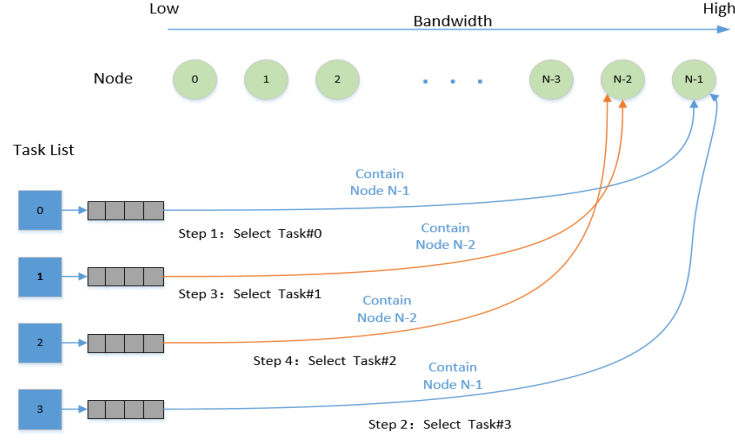 Low
High
Bandwidth
Node
0
1
2
. . .
N-3
N-2
N-1
Task List
Contain
Node N-1
0
Step 1: Select Task#0
Contain
Node N-2
1
Step 3: Select Task#1
Contain
Node N-2
2
Step 4: Select Task#2
Contain
Node N-1
3
Step 2: Select Task#3